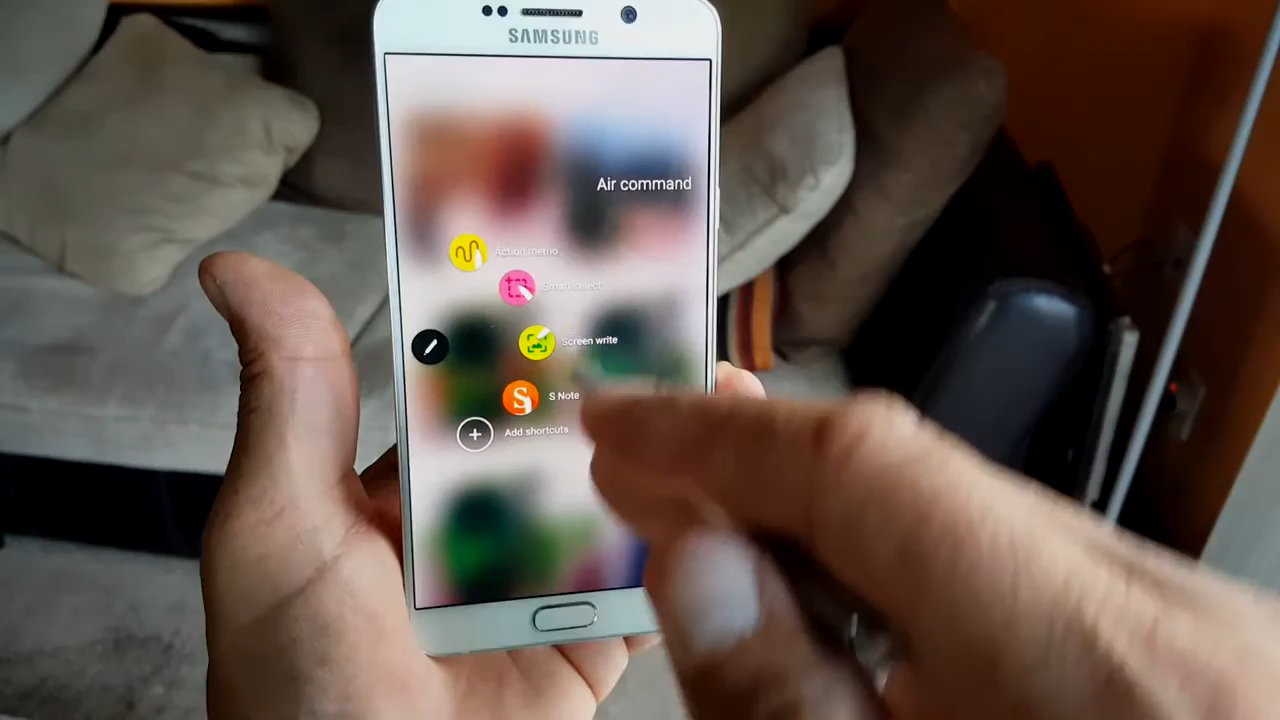 SAMSUNG
Air command
Action memo
Smart select
Screen write
S Note
Add shortcuts